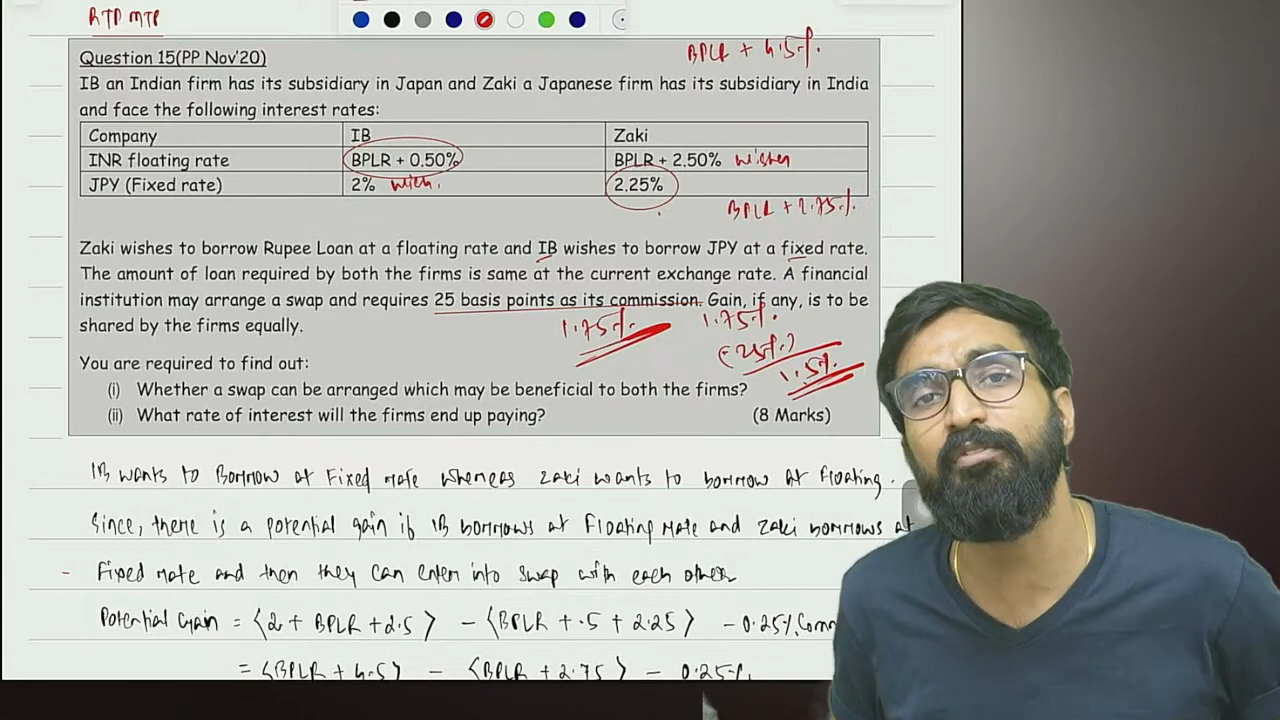 RTP MTP
BPLR + 4.5%.
Question 15(PP Nov'20)
IB an Indian firm has its subsidiary in Japan and Zaki a Japanese firm has its subsidiary in India
and face the following interest rates:
Company IB Zaki
INR floating rate BPLR + 0.50% BPLR + 2.50% wishes
JPY (Fixed rate) 2% wish. 2.25%
BPLR + 2.75%.
Zaki wishes to borrow Rupee Loan at a floating rate and IB wishes to borrow JPY at a fixed rate.
The amount of loan required by both the firms is same at the current exchange rate. A financial
institution may arrange a swap and requires 25 basis points as its commission. Gain, if any, is to be
shared by the firms equally.
1.75%. 1.75%.
(-25%.)
1.5%.
You are required to find out:
(i) Whether a swap can be arranged which may be beneficial to both the firms?
(ii) What rate of interest will the firms end up paying? (8 Marks)
IB wants to Borrow at Fixed rate whereas Zaki wants to borrow at Floating.
Since, there is a potential gain if IB borrows at Floating rate and Zaki borrows at
- Fixed rate and then they can enter into swap with each other
Potential Gain = <2 + BPLR + 2.5> - <BPLR + .5 + 2.25> - 0.25%. Comm
= <BPLR + 4.5> - <BPLR + 2.75> - 0.25%.